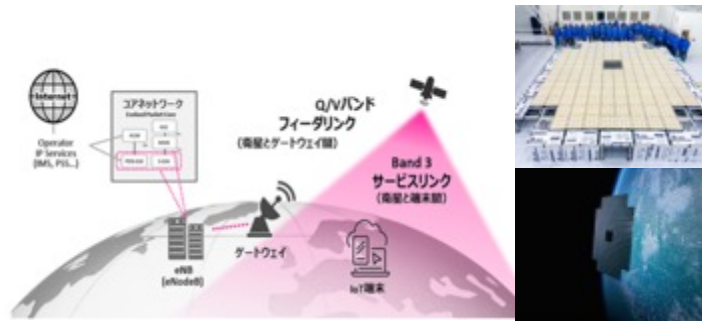 Internet
Operator
IP Services
(IMS, PSS...)
コアネットワーク
Q/Vバンド
フィーダリンク
(衛星とゲートウェイ間)
Band 3
サービスリンク
(衛星と端末間)
ゲートウェイ
eNB
(eNodeB)
IoT端末